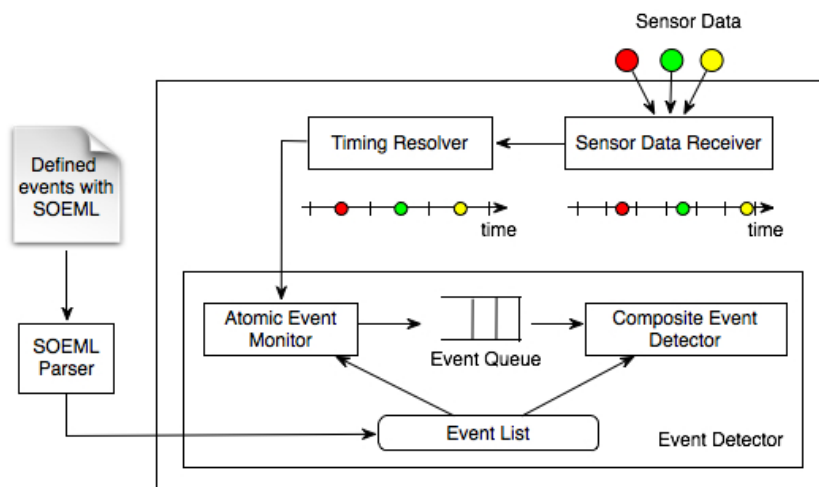 Sensor Data
Timing Resolver
Sensor Data Receiver
Defined
events with
SOEML
time
time
Atomic Event
Monitor
Event Queue
Composite Event
Detector
SOEML
Parser
Event List
Event Detector